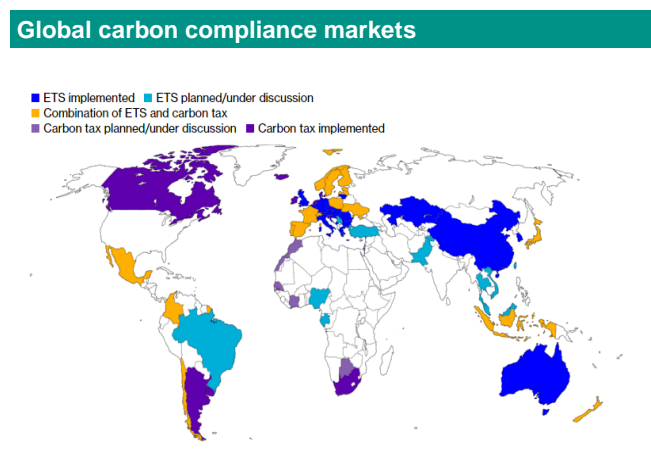 Global carbon compliance markets
ETS implemented ETS planned/under discussion
Combination of ETS and carbon tax
Carbon tax planned/under discussion Carbon tax implemented